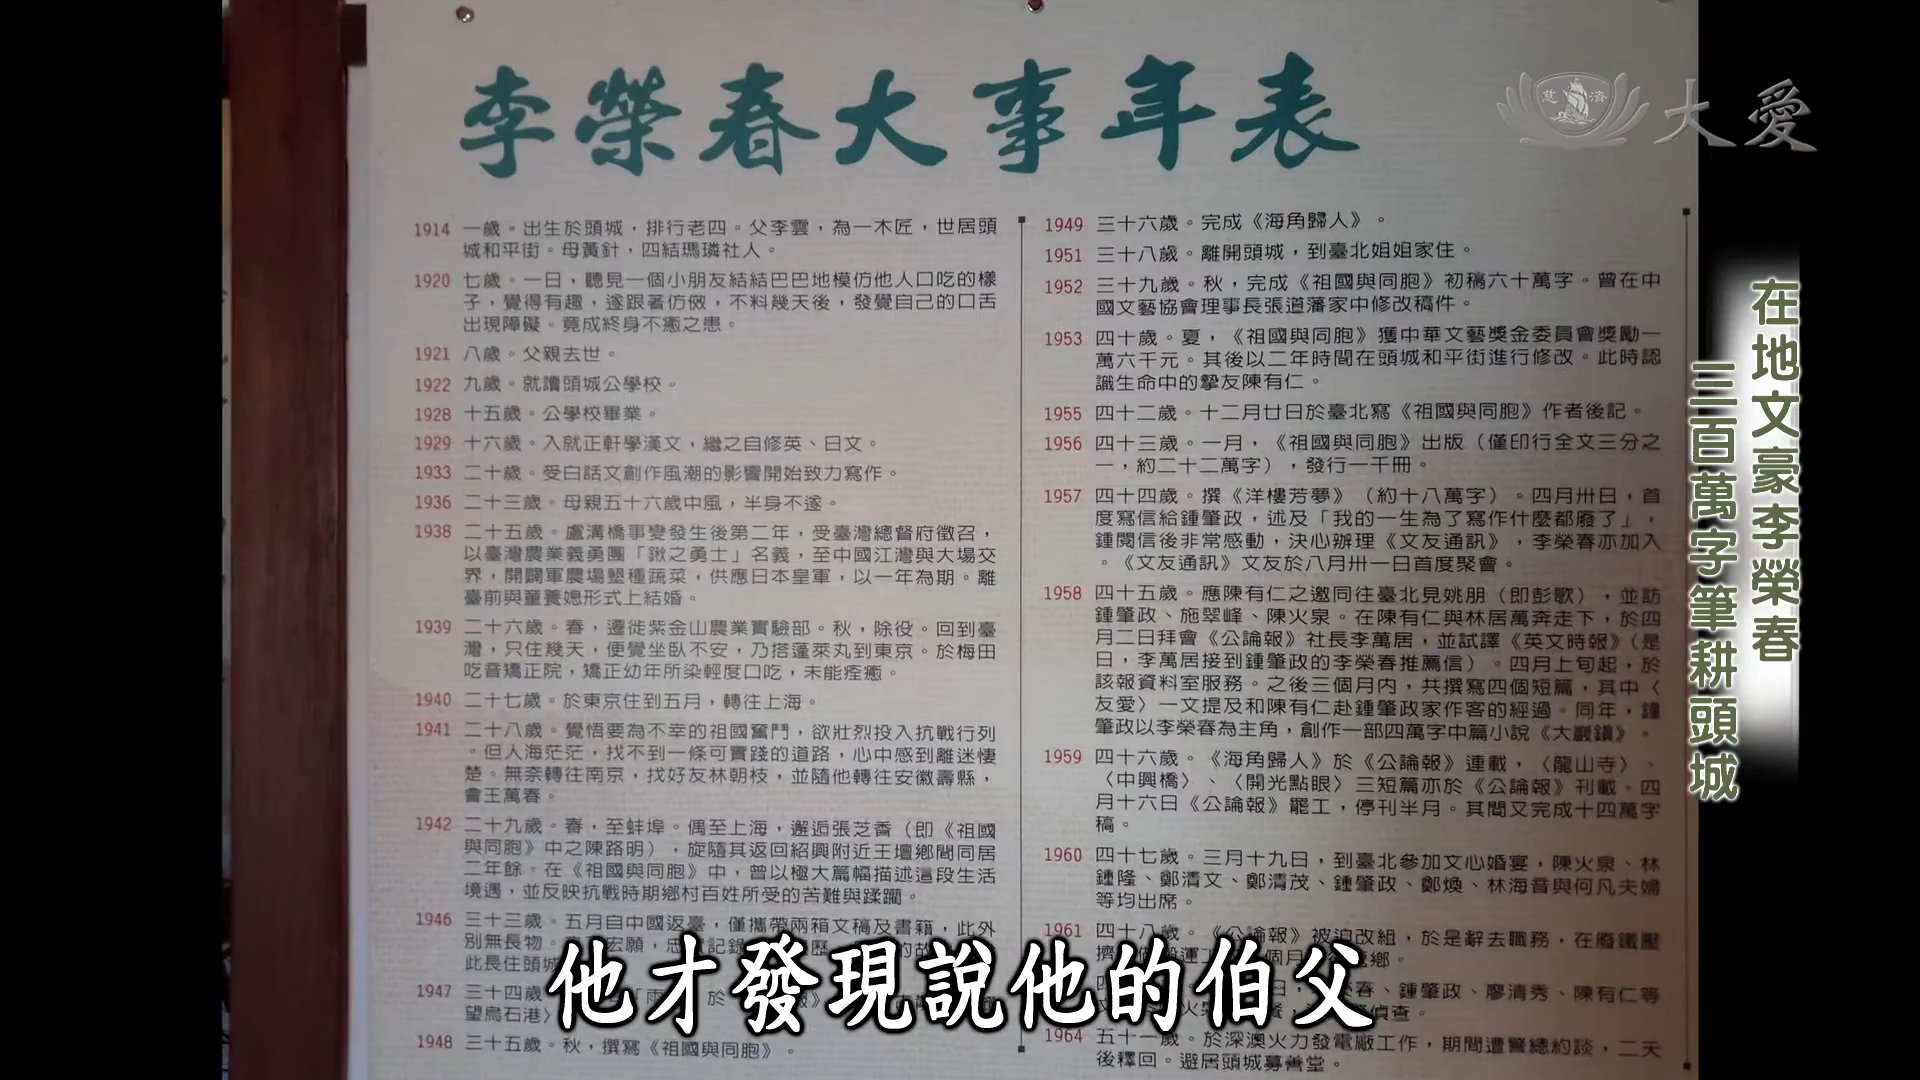 李榮春大事年表
慈濟
大愛
1914 一歲。出生於頭城，排行老四。父李雲，為一木匠，世居頭
城和平街。母黃針，四結瑪璘社人。
1920 七歲。一日，聽見一個小朋友結結巴巴地模仿他人口吃的樣
子，覺得有趣，遂跟著仿傚，不料幾天後，發覺自己的口舌
出現障礙。竟成終身不癒之患。
1921 八歲。父親去世。
1922 九歲。就讀頭城公學校。
1928 十五歲。公學校畢業。
1929 十六歲。入就正軒學漢文，繼之自修英、日文。
1933 二十歲。受白話文創作風潮的影響開始致力寫作。
1936 二十三歲。母親五十六歲中風，半身不遂。
1938 二十五歲。盧溝橋事變發生後第二年，受臺灣總督府徵召，
以臺灣農業義勇團「鍬之勇士」名義，至中國江灣與大場交
界，開闢軍農場墾種蔬菜，供應日本皇軍，以一年為期。離
臺前與童養媳形式上結婚。
1939 二十六歲。春，遷徙紫金山農業實驗部。秋，除役。回到臺
灣，只住幾天，便覺坐臥不安，乃搭蓬萊丸到東京。於梅田
吃音矯正院，矯正幼年所染輕度口吃，未能痊癒。
1940 二十七歲。於東京住到五月，轉往上海。
1941 二十八歲。覺悟要為不幸的祖國奮鬥，欲壯烈投入抗戰行列
。但人海茫茫，找不到一條可實踐的道路，心中感到離迷悽
楚。無奈轉往南京，找好友林朝枝，並隨他轉往安徽壽縣，
會王萬春。
1942 二十九歲。春，至蚌埠。偶至上海，邂逅張芝香（即《祖國
與同胞》中之陳路明），旋隨其返回紹興附近王壇鄉間同居
二年餘。在《祖國與同胞》中，曾以極大篇幅描述這段生活
境遇，並反映抗戰時期鄉村百姓所受的苦難與蹂躪。
1946 三十三歲。五月自中國返臺，僅攜帶兩箱文稿及書籍，此外
別無長物。 宏願，忠 記錄 歷 的故
此長住頭城
1947 三十四歲 「雨 於 報》
望烏石港〉
1948 三十五歲。秋，撰寫《祖國與同胞》。
1949 三十六歲。完成《海角歸人》。
1951 三十八歲。離開頭城，到臺北姐姐家住。
1952 三十九歲。秋，完成《祖國與同胞》初稿六十萬字。曾在中
國文藝協會理事長張道藩家中修改稿件。
1953 四十歲。夏，《祖國與同胞》獲中華文藝獎金委員會獎勵一
萬六千元。其後以二年時間在頭城和平街進行修改。此時認
識生命中的摯友陳有仁。
1955 四十二歲。十二月廿日於臺北寫《祖國與同胞》作者後記。
1956 四十三歲。一月，《祖國與同胞》出版（僅印行全文三分之
一，約二十二萬字），發行一千冊。
1957 四十四歲。撰《洋樓芳夢》（約十八萬字）。四月卅日，首
度寫信給鍾肇政，述及「我的一生為了寫作什麼都廢了」，
鍾閱信後非常感動，決心辦理《文友通訊》，李榮春亦加入
。《文友通訊》文友於八月卅一日首度聚會。
1958 四十五歲。應陳有仁之邀同往臺北見姚朋（即彭歌），並訪
鍾肇政、施翠峰、陳火泉。在陳有仁與林居萬奔走下，於四
月二日拜會《公論報》社長李萬居，並試譯《英文時報》（是
日，李萬居接到鍾肇政的李榮春推薦信）。四月上旬起，於
該報資料室服務。之後三個月內，共撰寫四個短篇，其中〈
友愛〉一文提及和陳有仁赴鍾肇政家作客的經過。同年，鍾
肇政以李榮春為主角，創作一部四萬字中篇小說《大巖鎮》。
1959 四十六歲。《海角歸人》於《公論報》連載，〈龍山寺〉、
〈中興橋〉、〈開光點眼〉三短篇亦於《公論報》刊載。四
月十六日《公論報》罷工，停刊半月。其間又完成十四萬字
稿。
1960 四十七歲。三月十九日，到臺北參加文心婚宴，陳火泉、林
鍾隆、鄭清文、鄭清茂、鍾肇政、鄭煥、林海音與何凡夫婦
等均出席。
1961 四十八歲。《公論報》被迫改組，於是辭去職務，在廢鐵壓
擠 搬運 個月 鄉。
四 日， 榮春、鍾肇政、廖清秀、陳有仁等
文 火泉 餐， 偵查。
1964 五十一歲。於深澳火力發電廠工作，期間遭警總約談，二天
後釋回。避居頭城募善堂。
在地文豪李榮春
三百萬字筆耕頭城
他才發現說他的伯父